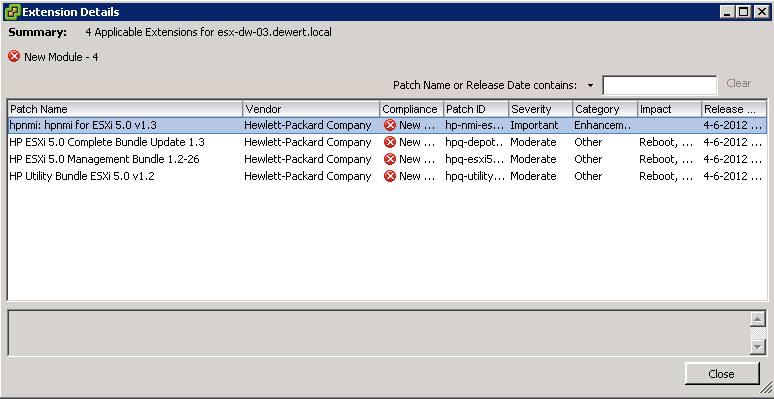 Extension Details
Summary: 4 Applicable Extensions for esx-dw-03.dewert.local
New Module - 4
Patch Name or Release Date contains: Clear
Patch Name Vendor Compliance Patch ID Severity Category Impact Release ...
hpnmi: hpnmi for ESXi 5.0 v1.3 Hewlett-Packard Company New ... hp-nmi-es... Important Enhancem... 4-6-2012 ...
HP ESXi 5.0 Complete Bundle Update 1.3 Hewlett-Packard Company New ... hpq-depot... Moderate Other Reboot, ... 4-6-2012 ...
HP ESXi 5.0 Management Bundle 1.2-26 Hewlett-Packard Company New ... hpq-esxi5... Moderate Other Reboot, ... 4-6-2012 ...
HP Utility Bundle ESXi 5.0 v1.2 Hewlett-Packard Company New ... hpq-utility... Moderate Other Reboot, ... 4-6-2012 ...
Close